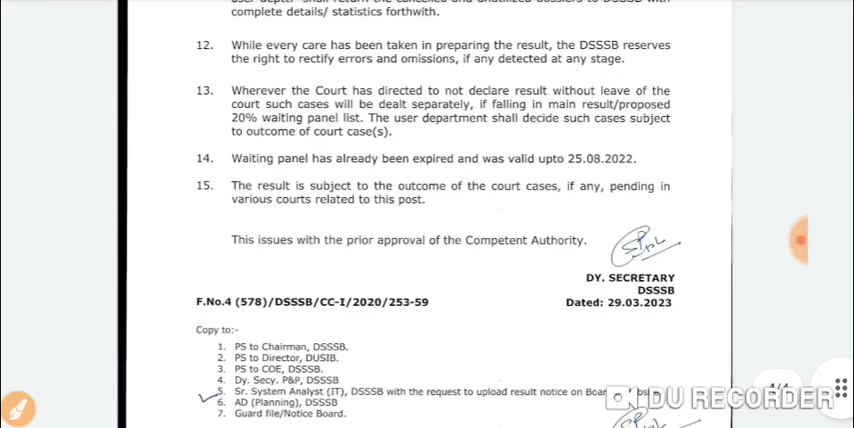 complete details/ statistics forthwith.
12. While every care has been taken in preparing the result, the DSSSB reserves
the right to rectify errors and omissions, if any detected at any stage.
13. Wherever the Court has directed to not declare result without leave of the
court such cases will be dealt separately, if falling in main result/proposed
20% waiting panel list. The user department shall decide such cases subject
to outcome of court case(s).
14. Waiting panel has already been expired and was valid upto 25.08.2022.
15. The result is subject to the outcome of the court cases, if any, pending in
various courts related to this post.
This issues with the prior approval of the Competent Authority.
DY. SECRETARY
DSSSB
F.No.4 (578)/DSSSB/CC-I/2020/253-59
Dated: 29.03.2023
Copy to:-
1. PS to Chairman, DSSSB.
2. PS to Director, DUSIB.
3. PS to COE, DSSSB.
4. Dy. Secy. P&P, DSSSB
5. Sr. System Analyst (IT), DSSSB with the request to upload result notice on
6. AD (Planning), DSSSB
7. Guard file/Notice Board.
4/4
DU RECORDER